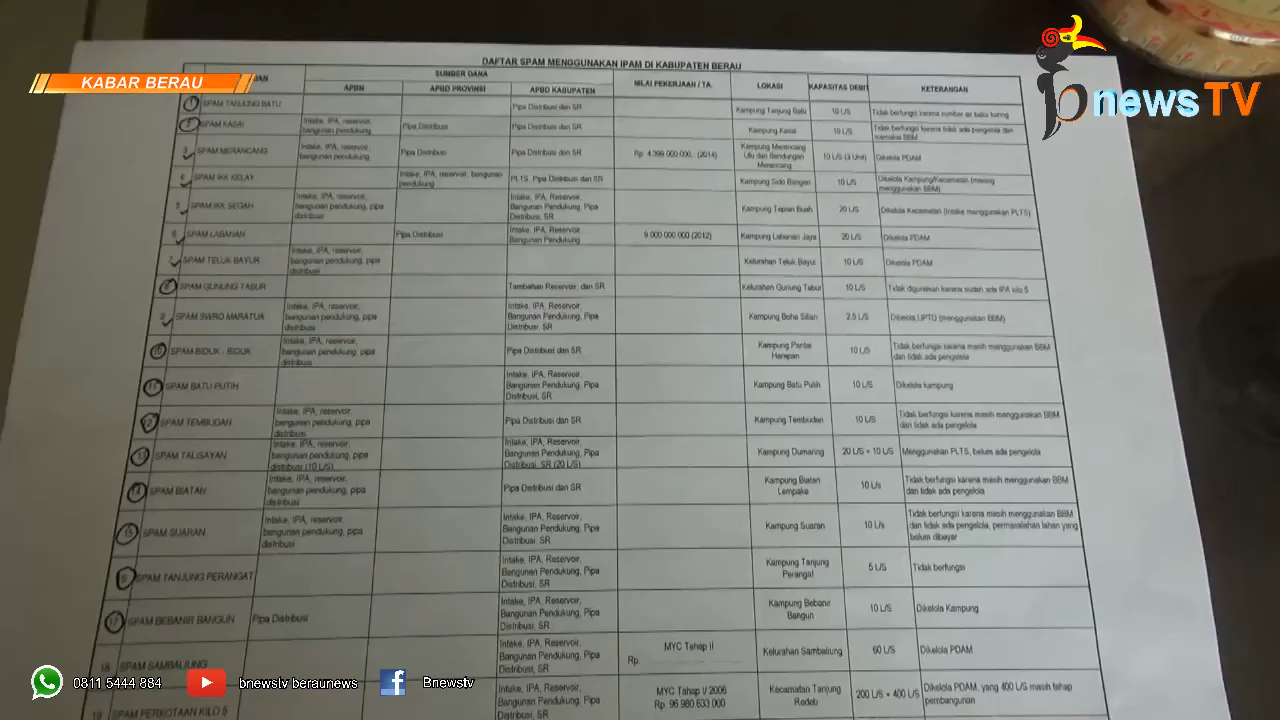 KABAR BERAU
bnewsTV
DAFTAR SPAM MENGGUNAKAN IPAM DI KABUPATEN BERAU
SUMBER DANA
APBN APBD PROVINSI APBD KABUPATEN NILAI PEKERJAAN / TA. LOKASI KAPASITAS DEBIT KETERANGAN
1 SPAM TANJUNG BATU Pipa Distribusi dan SR Kampung Tanjung Batu 10 L/S Tidak berfungsi karena sumber air baku kering
2 SPAM KASAI Intake, IPA, reservoir, bangunan pendukung Pipa Distribusi Pipa Distribusi dan SR Kampung Kasai 10 L/S Tidak berfungsi karena tidak ada pengelola dan memakai BBM
3 SPAM MERANCANG Intake, IPA, reservoir, bangunan pendukung Pipa Distribusi Pipa Distribusi dan SR Rp. 4.399.000.000, (2014) Kampung Merancang Ulu dan Bandungan Merancang 10 L/S (3 Unit) Dikelola PDAM
4 SPAM IKK KELAY Intake, IPA, reservoir, bangunan pendukung PLTS, Pipa Distribusi dan SR Kampung Sido Bangen 10 L/S Dikelola Kampung/Kecamatan (masing menggunakan BBM)
5 SPAM IKK SEGAH Intake, IPA, reservoir, bangunan pendukung, pipa distribusi Intake, IPA, Reservoir, Bangunan Pendukung, Pipa Distribusi, SR Kampung Tepian Buah 20 L/S Dikelola Kecamatan (Intake menggunakan PLTS)
6 SPAM LABANAN Pipa Distribusi Intake, IPA, Reservoir Bangunan Pendukung 9.000.000.000 (2012) Kampung Labanan Jaya 20 L/S Dikelola PDAM
7 SPAM TELUK BAYUR Intake, IPA, reservoir, bangunan pendukung, pipa distribusi Kelurahan Teluk Bayur 10 L/S Dikelola PDAM
8 SPAM GUNUNG TABUR Tambahan Reservoir, dan SR Kelurahan Gunung Tabur 10 L/S Tidak digunakan karena sudah ada IPA kilo 5
9 SPAM SWRO MARATUA Intake, IPA, reservoir, bangunan pendukung, pipa distribusi Intake, IPA, Reservoir, Bangunan Pendukung, Pipa Distribusi, SR Kampung Bohe Silian 2.5 L/S Dikelola UPTD (menggunakan BBM)
10 SPAM BIDUK - BIDUK Intake, IPA, reservoir, bangunan pendukung, pipa distribusi Pipa Distribusi dan SR Kampung Pantai Harapan 10 L/S Tidak berfungsi karena masih menggunakan BBM dan tidak ada pengelola
11 SPAM BATU PUTIH Intake, IPA, Reservoir, Bangunan Pendukung, Pipa Distribusi, SR Kampung Batu Putih 10 L/S Dikelola kampung
12 SPAM TEMBUDAN Intake, IPA, reservoir, bangunan pendukung, pipa distribusi Pipa Distribusi dan SR Kampung Tembudan 10 L/S Tidak berfungsi karena masih menggunakan BBM dan tidak ada pengelola
13 SPAM TALISAYAN Intake, IPA, reservoir, bangunan pendukung, pipa distribusi (10 L/S) Intake, IPA, Reservoir, Bangunan Pendukung, Pipa Distribusi, SR (20 L/S) Kampung Dumaring 20 L/S + 10 L/S Menggunakan PLTS, belum ada pengelola
14 SPAM BIATAN Intake, IPA, reservoir, bangunan pendukung, pipa distribusi Pipa Distribusi dan SR Kampung Biatan Lempake 10 L/s Tidak berfungsi karena masih menggunakan BBM dan tidak ada pengelola
15 SPAM SUARAN Intake, IPA, reservoir, bangunan pendukung, pipa distribusi Intake, IPA, Reservoir, Bangunan Pendukung, Pipa Distribusi, SR Kampung Suaran 10 L/s Tidak berfungsi karena masih menggunakan BBM dan tidak ada pengelola, permasalahan lahan yang belum dibayar
SPAM TANJUNG PERANGAT Intake, IPA, Reservoir, Bangunan Pendukung, Pipa Distribusi, SR Kampung Tanjung Perangat 5 L/S Tidak berfungsi
17 SPAM BEBANIR BANGUN Pipa Distribusi Intake, IPA, Reservoir, Bangunan Pendukung, Pipa Distribusi, SR Kampung Bebanir Bangun 10 L/S Dikelola Kampung
18 SPAM SAMBALIUNG Intake, IPA, Reservoir, Bangunan Pendukung, Pipa Distribusi, SR MYC Tahap II Rp. Kelurahan Sambaliung 60 L/S Dikelola PDAM
19 SPAM PERKOTAAN KILO 5 Intake, IPA, Reservoir, Bangunan Pendukung, Pipa Distribusi, SR MYC Tahap I/ 2006 Rp. 96.980.633.000 Kecamatan Tanjung Redeb 200 L/S + 400 L/S Dikelola PDAM, yang 400 L/S masih tahap pembangunan
0811 5444 884 bnewstv beraunews Bnewstv